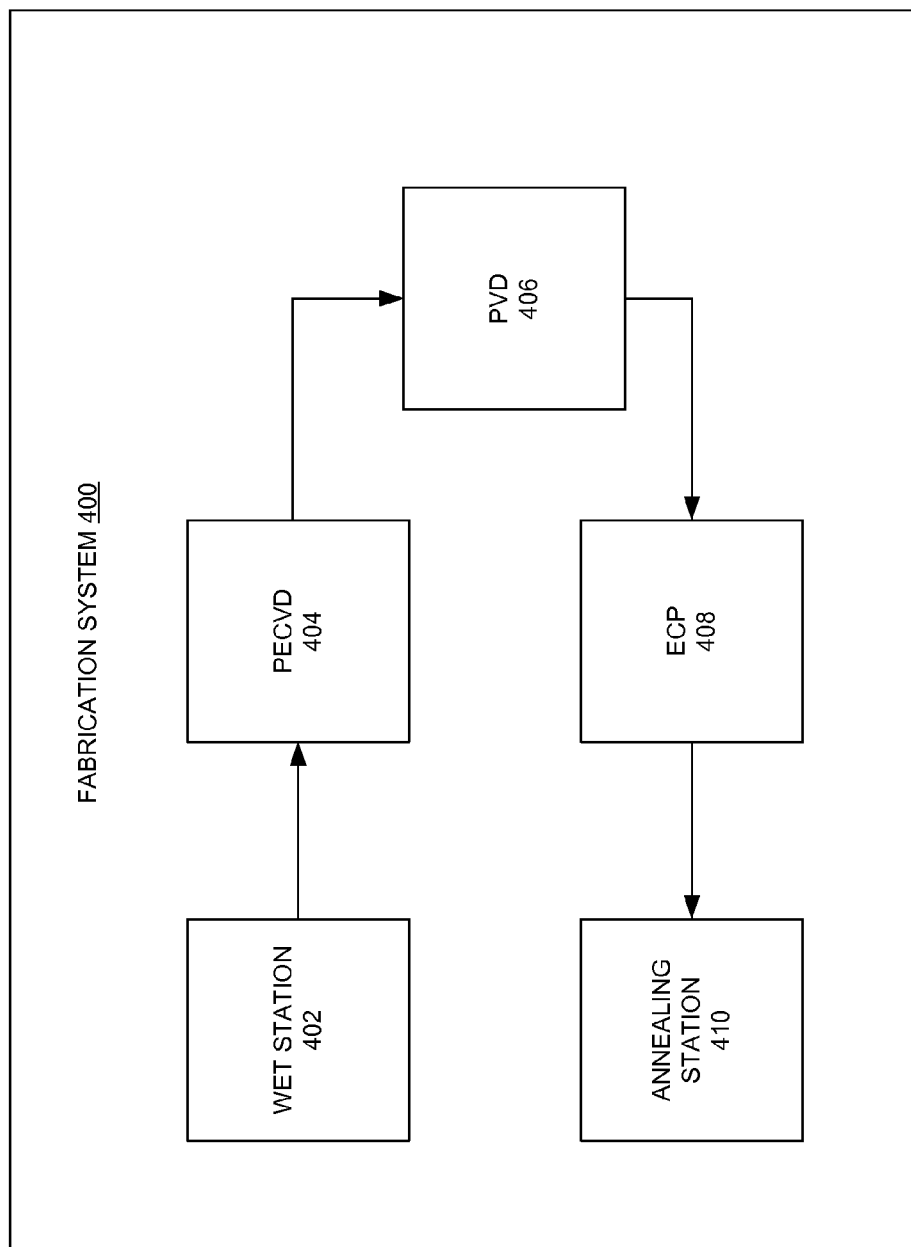 FABRICATION SYSTEM 400
WET STATION
402
PECVD
404
PVD
406
ECP
408
ANNEALING
STATION
410